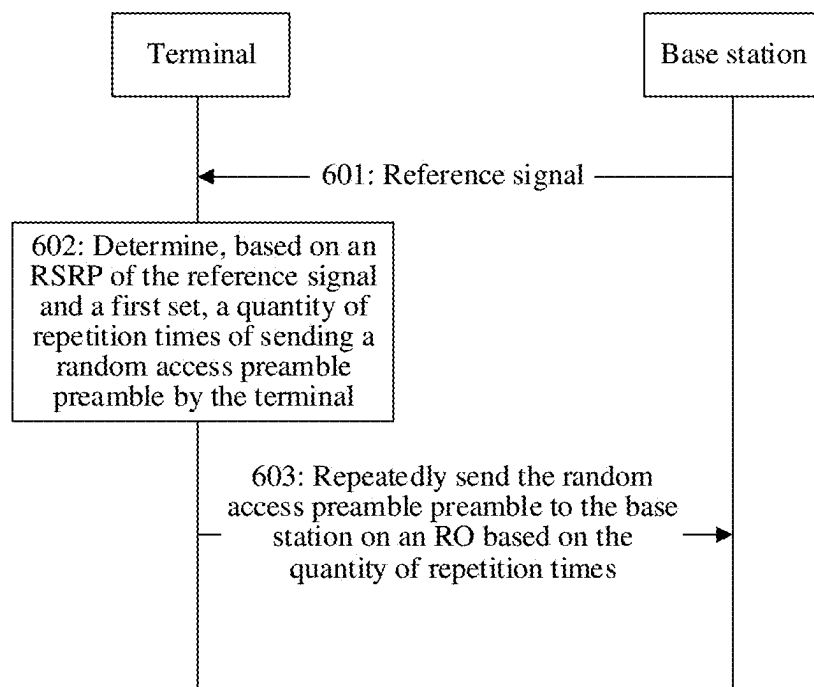 Terminal
Base station
601: Reference signal
602: Determine, based on an
RSRP of the reference signal
and a first set, a quantity of
repetition times of sending a
random access preamble
preamble by the terminal
603: Repeatedly send the random
access preamble preamble to the base
station on an RO based on the
quantity of repetition times